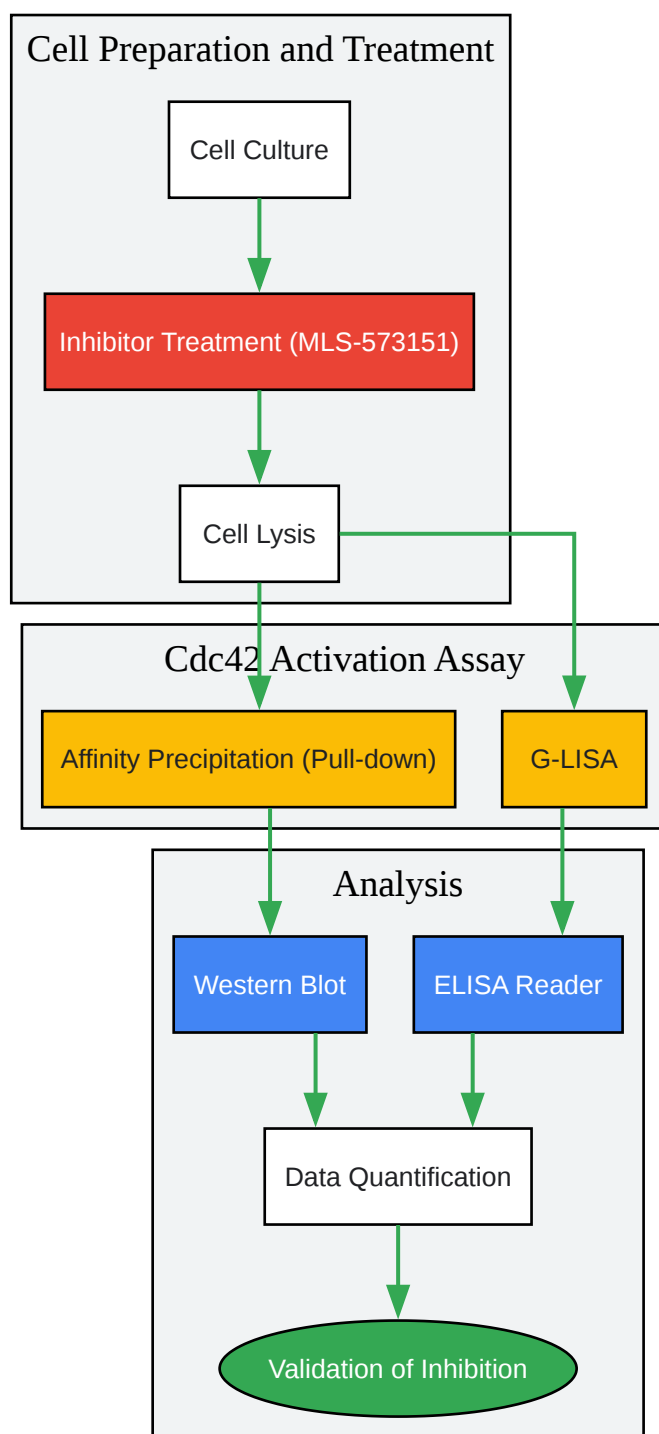 Cell Preparation and Treatment
Cell Culture
Inhibitor Treatment (MLS-573151)
Cell Lysis
Cdc42 Activation Assay
Affinity Precipitation (Pull-down)
G-LISA
Analysis
Western Blot
ELISA Reader
Data Quantification
Validation of Inhibition